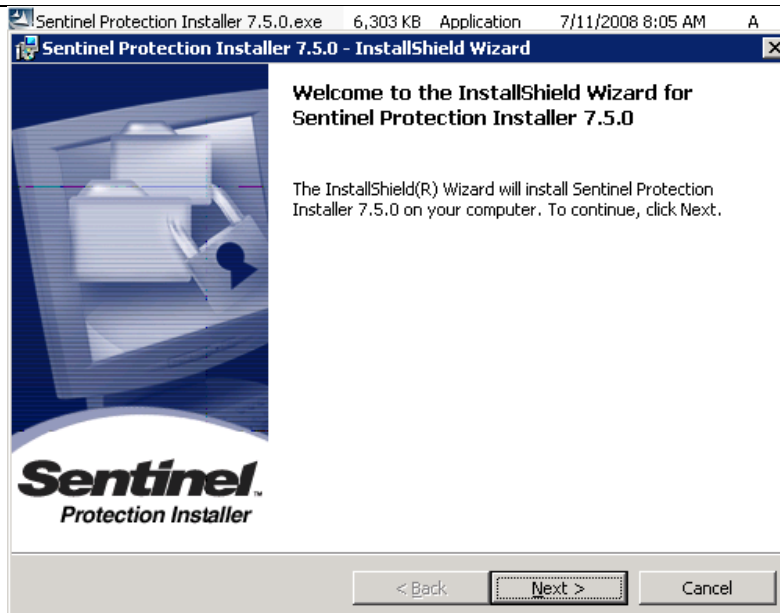 Sentinel Protection Installer 7.5.0.exe 6,303 KB Application 7/11/2008 8:05 AM A
Sentinel Protection Installer 7.5.0 - InstallShield Wizard
Welcome to the InstallShield Wizard for
Sentinel Protection Installer 7.5.0
The InstallShield(R) Wizard will install Sentinel Protection
Installer 7.5.0 on your computer. To continue, click Next.
Sentinel™
Protection Installer
< Back Next > Cancel